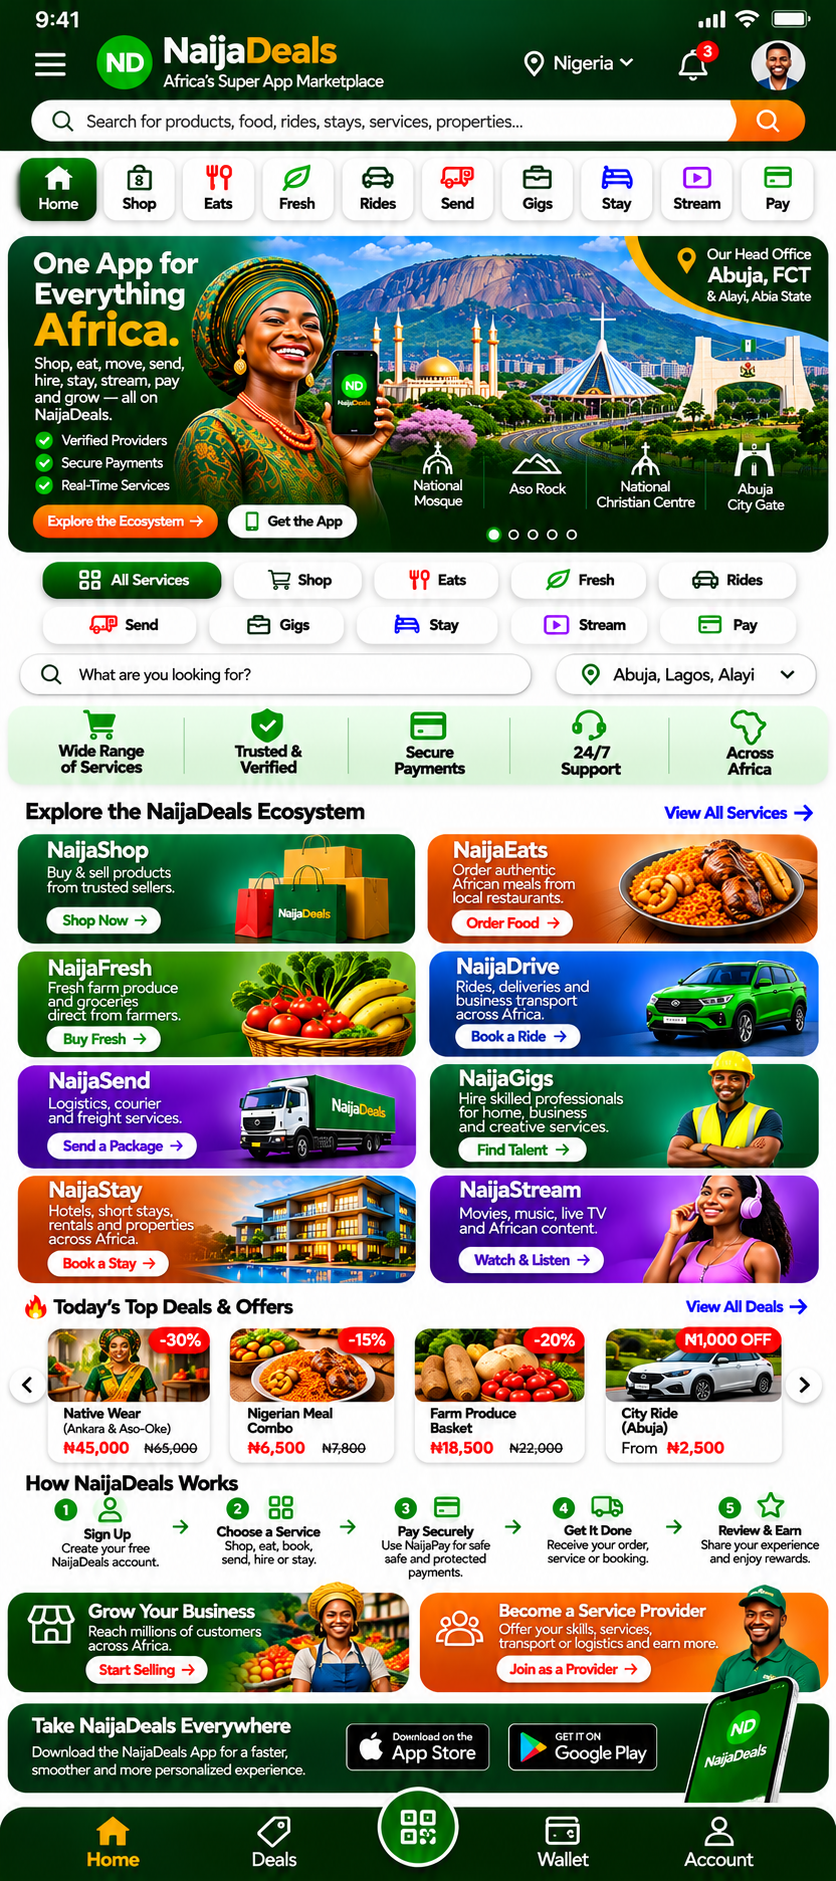 9:41
ND
NaijaDeals
Africa's Super App Marketplace
Nigeria
3
Search for products, food, rides, stays, services, properties...
Home
Shop
Eats
Fresh
Rides
Send
Gigs
Stay
Stream
Pay
One App for
Everything
Africa.
Shop, eat, move, send,
hire, stay, stream, pay
and grow — all on
NaijaDeals.
Verified Providers
Secure Payments
Real-Time Services
Explore the Ecosystem →
Get the App
ND
NaijaDeals
Our Head Office
Abuja, FCT
& Alayi, Abia State
National
Mosque
Aso Rock
National
Christian Centre
Abuja
City Gate
All Services
Shop
Eats
Fresh
Rides
Send
Gigs
Stay
Stream
Pay
What are you looking for?
Abuja, Lagos, Alayi
Wide Range
of Services
Trusted &
Verified
Secure
Payments
24/7
Support
Across
Africa
Explore the NaijaDeals Ecosystem
View All Services →
NaijaShop
Buy & sell products
from trusted sellers.
Shop Now →
NaijaDeals
NaijaEats
Order authentic
African meals from
local restaurants.
Order Food →
NaijaFresh
Fresh farm produce
and groceries
direct from farmers.
Buy Fresh →
NaijaDrive
Rides, deliveries and
business transport
across Africa.
Book a Ride →
NaijaSend
Logistics, courier
and freight services.
Send a Package →
NaijaDeals
NaijaGigs
Hire skilled professionals
for home, business
and creative services.
Find Talent →
NaijaStay
Hotels, short stays,
rentals and properties
across Africa.
Book a Stay →
NaijaStream
Movies, music, live TV
and African content.
Watch & Listen →
Today's Top Deals & Offers
View All Deals →
-30%
Native Wear
(Ankara & Aso-Oke)
₦45,000 ₦65,000
-15%
Nigerian Meal
Combo
₦6,500 ₦7,800
-20%
Farm Produce
Basket
₦18,500 ₦22,000
₦1,000 OFF
City Ride
(Abuja)
From ₦2,500
How NaijaDeals Works
1
Sign Up
Create your free
NaijaDeals account.
2
Choose a Service
Shop, eat, book,
send, hire or stay.
3
Pay Securely
Use NaijaPay for safe
safe and protected
payments.
4
Get It Done
Receive your order,
service or booking.
5
Review & Earn
Share your experience
and enjoy rewards.
Grow Your Business
Reach millions of customers
across Africa.
Start Selling →
Become a Service Provider
Offer your skills, services,
transport or logistics and earn more.
Join as a Provider →
Take NaijaDeals Everywhere
Download the NaijaDeals App for a faster,
smoother and more personalized experience.
Download on the
App Store
GET IT ON
Google Play
ND
NaijaDeals
Home
Deals
Wallet
Account